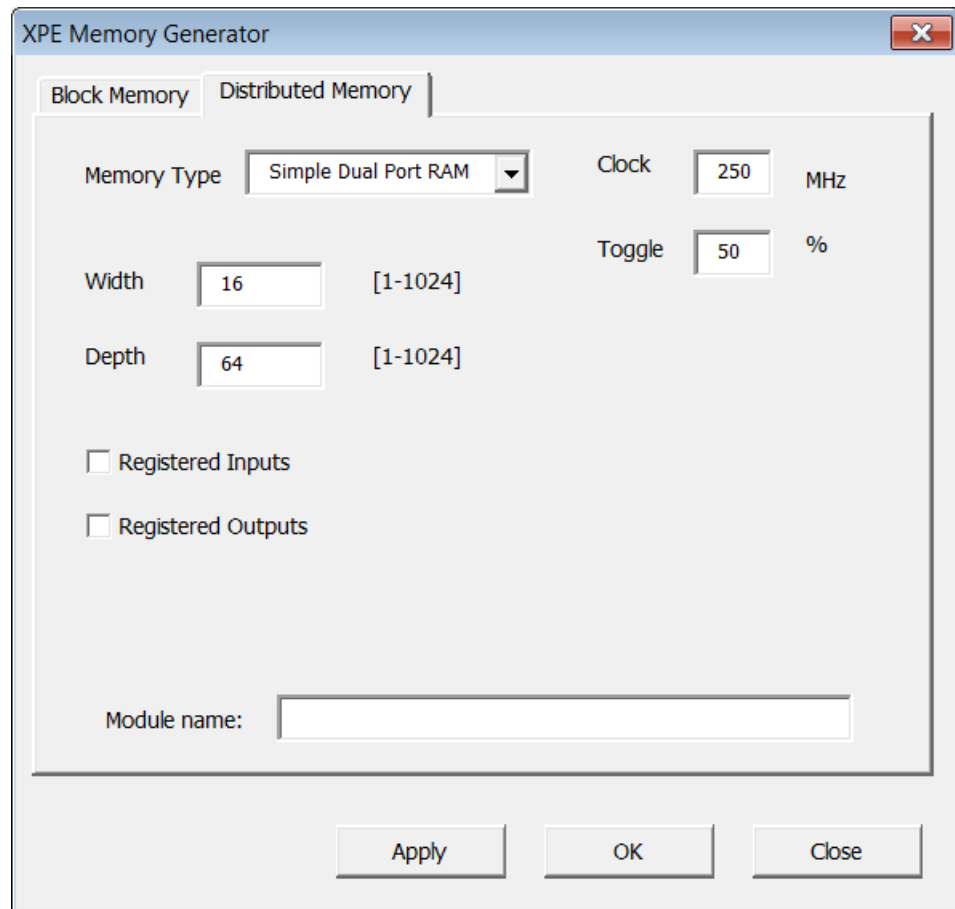 XPE Memory Generator
Block Memory Distributed Memory
Memory Type Simple Dual Port RAM Clock 250 MHz
Toggle 50 %
Width 16 [1-1024]
Depth 64 [1-1024]
Registered Inputs
Registered Outputs
Module name:
Apply OK Close